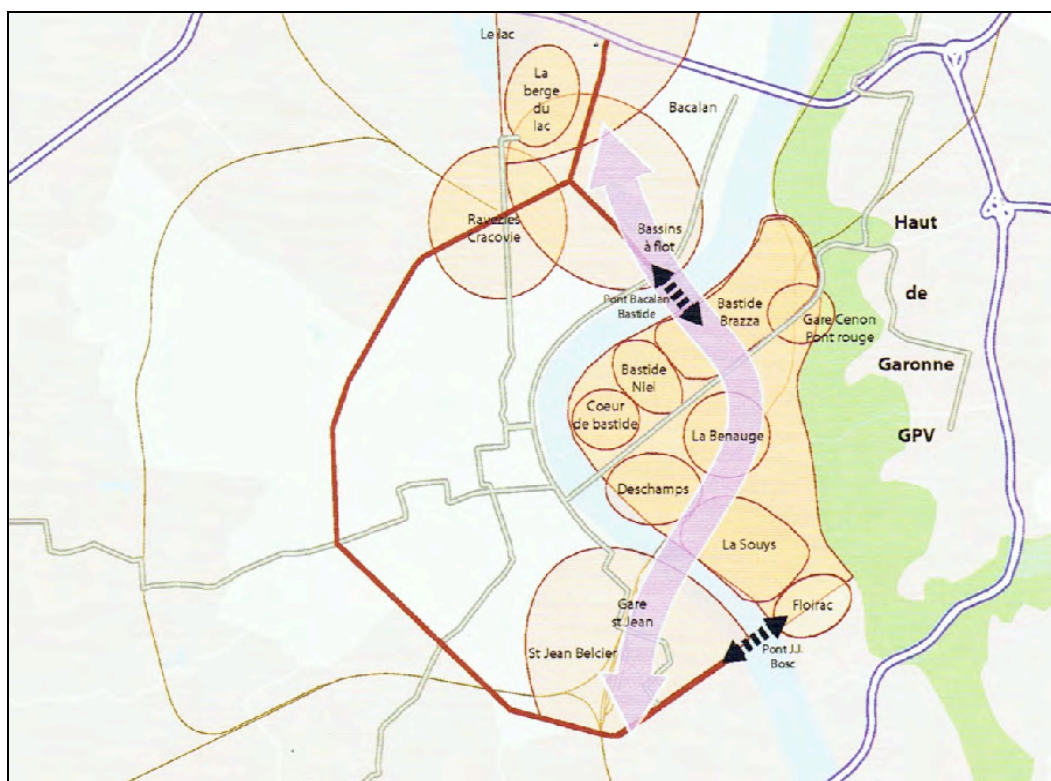 Le lac
La
berge
du
lac
Bacalan
Ravezies
Cracovie
Bassins
à flot
Haut
de
Garonne
GPV
Pont Bacalan
Bastide
Bastide
Brazza
Gare Cenon
Pont rouge
Bastide
Niel
Coeur
de bastide
La Benauge
Deschamps
La Souys
Floirac
Gare
st Jean
St Jean Belcier
Pont J.J.
Bosc